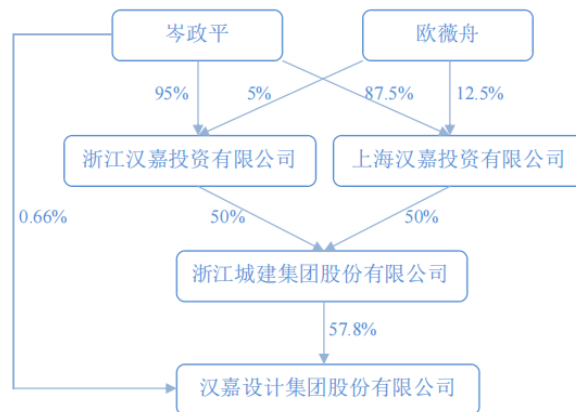 岑政平
欧薇舟
95%
5%
87.5%
12.5%
浙江汉嘉投资有限公司
上海汉嘉投资有限公司
0.66%
50%
50%
浙江城建集团股份有限公司
57.8%
汉嘉设计集团股份有限公司